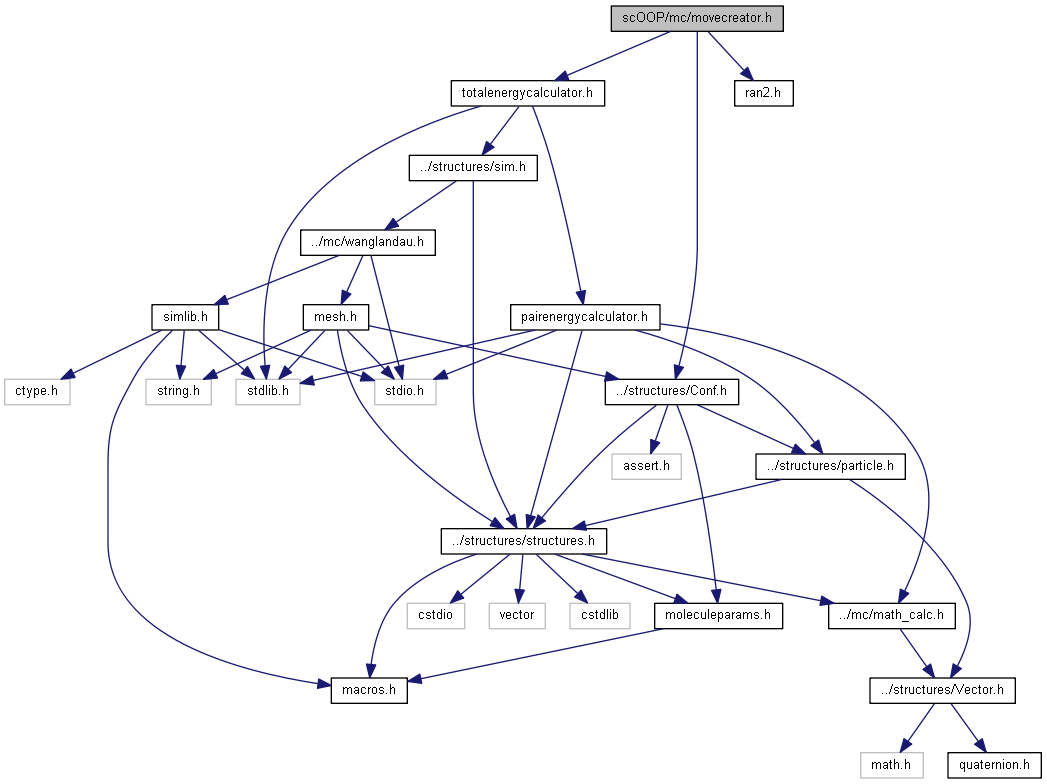 scOOP/mc/movecreator.h
totalenergycalculator.h
ran2.h
../structures/sim.h
../mc/wanglandau.h
simlib.h
mesh.h
pairenergycalculator.h
ctype.h
string.h
stdlib.h
stdio.h
../structures/Conf.h
assert.h
../structures/particle.h
../structures/structures.h
cstdio
vector
cstdlib
moleculeparams.h
../mc/math_calc.h
macros.h
../structures/Vector.h
math.h
quaternion.h